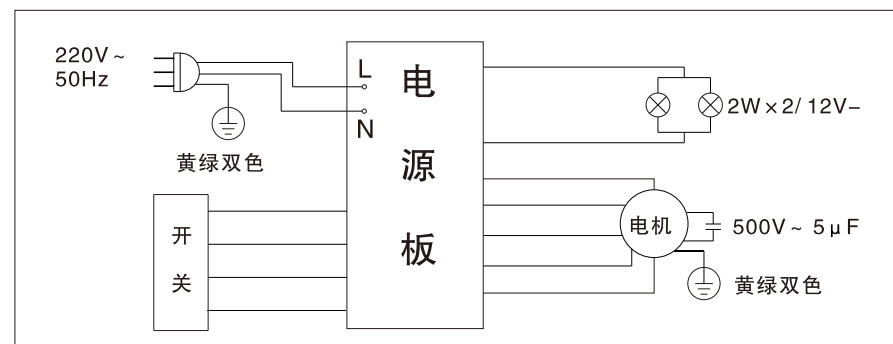 220V~
50Hz
黄绿双色
L
N
电源板
开关
2W×2/12V–
电机
500V~ 5μF
黄绿双色